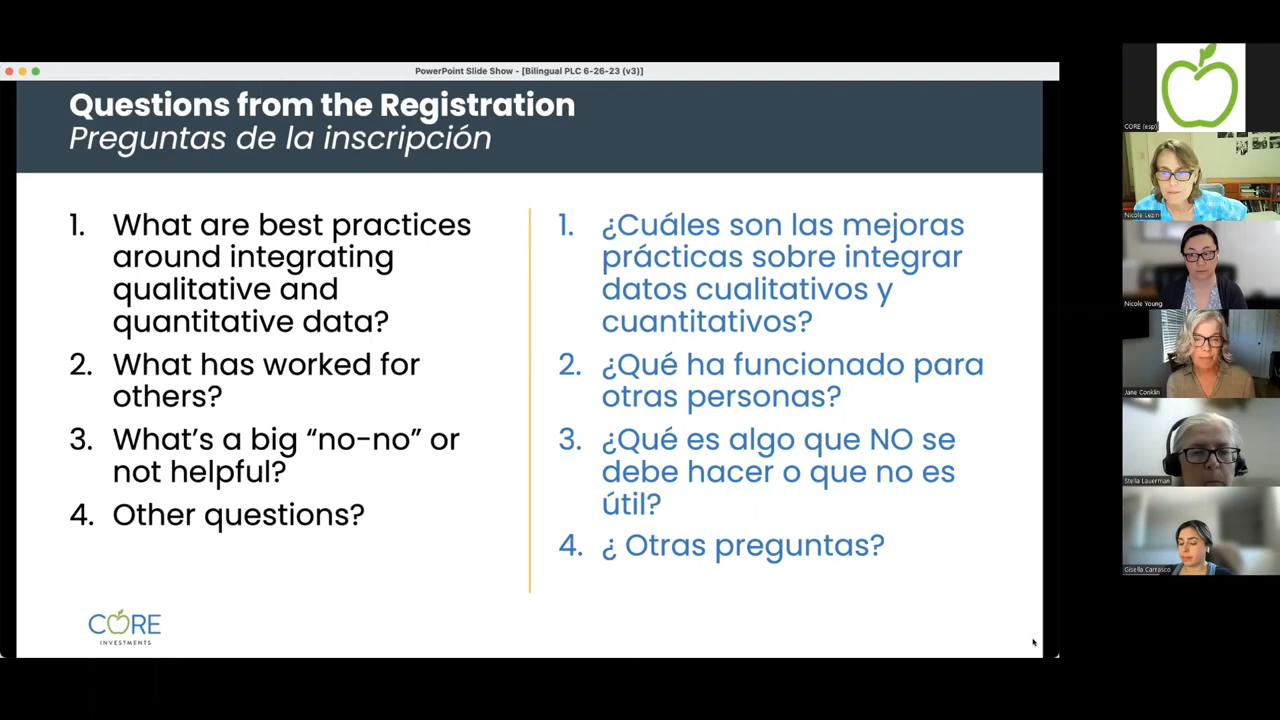 PowerPoint Slide Show - [Bilingual PLC 6-26-23 (v3)]
Questions from the Registration
Preguntas de la inscripción
1. What are best practices
around integrating
qualitative and
quantitative data?
2. What has worked for
others?
3. What's a big “no-no” or
not helpful?
4. Other questions?
1. ¿Cuáles son las mejoras
prácticas sobre integrar
datos cualitativos y
cuantitativos?
2. ¿Qué ha funcionado para
otras personas?
3. ¿Qué es algo que NO se
debe hacer o que no es
útil?
4. ¿ Otras preguntas?
CORE
INVESTMENTS
CORE (esp)
Nicole Lezin
Nicole Young
Jane Conklin
Stella Lauerman
Gisella Carrasco